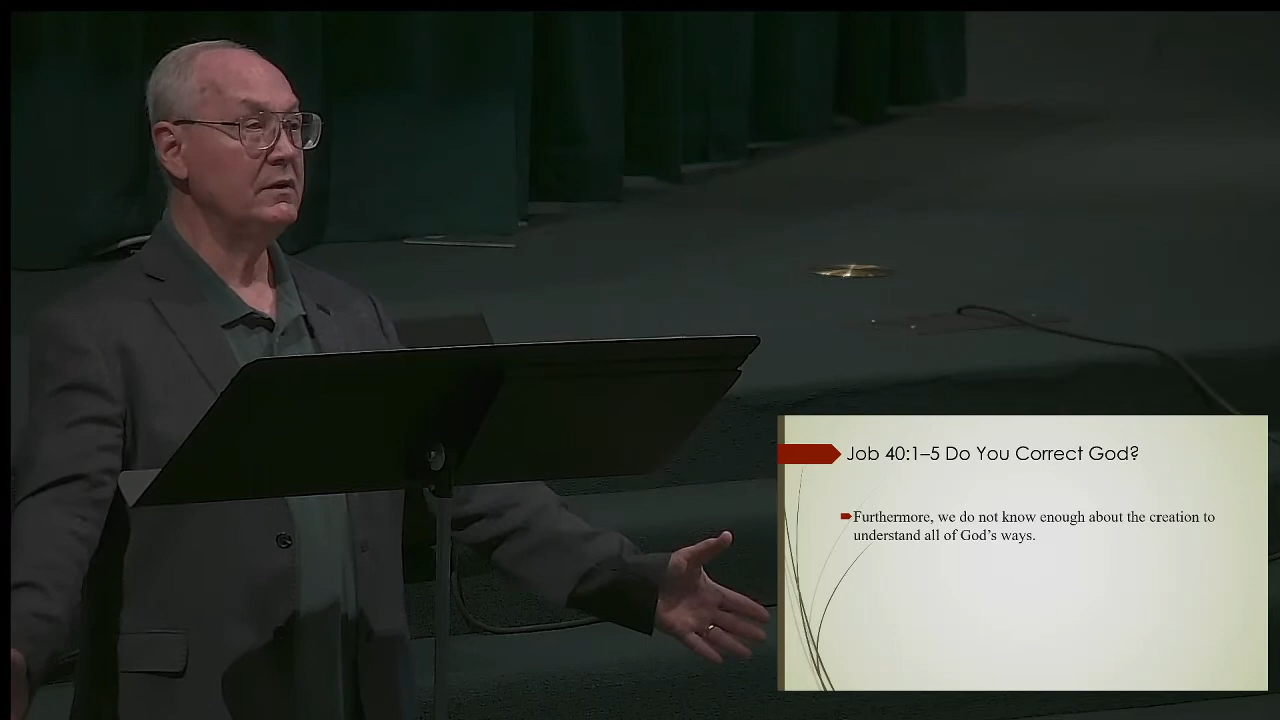 Job 40:1–5 Do You Correct God?
Furthermore, we do not know enough about the creation to
understand all of God’s ways.